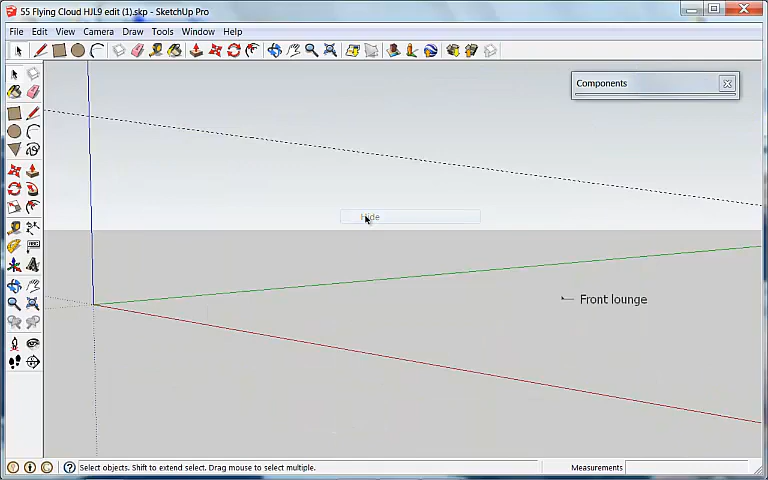 55 Flying Cloud HJL9 edit (1).skp - SketchUp Pro
File Edit View Camera Draw Tools Window Help
Components
Hide
Front lounge
Select objects. Shift to extend select. Drag mouse to select multiple.
Measurements